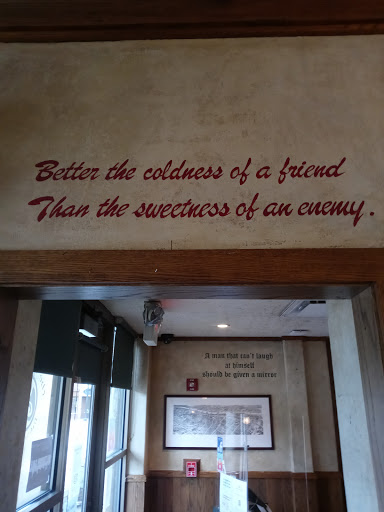 Better the coldness of a friend
Than the sweetness of an enemy.
A man that can't laugh
at himself
should be given a mirror